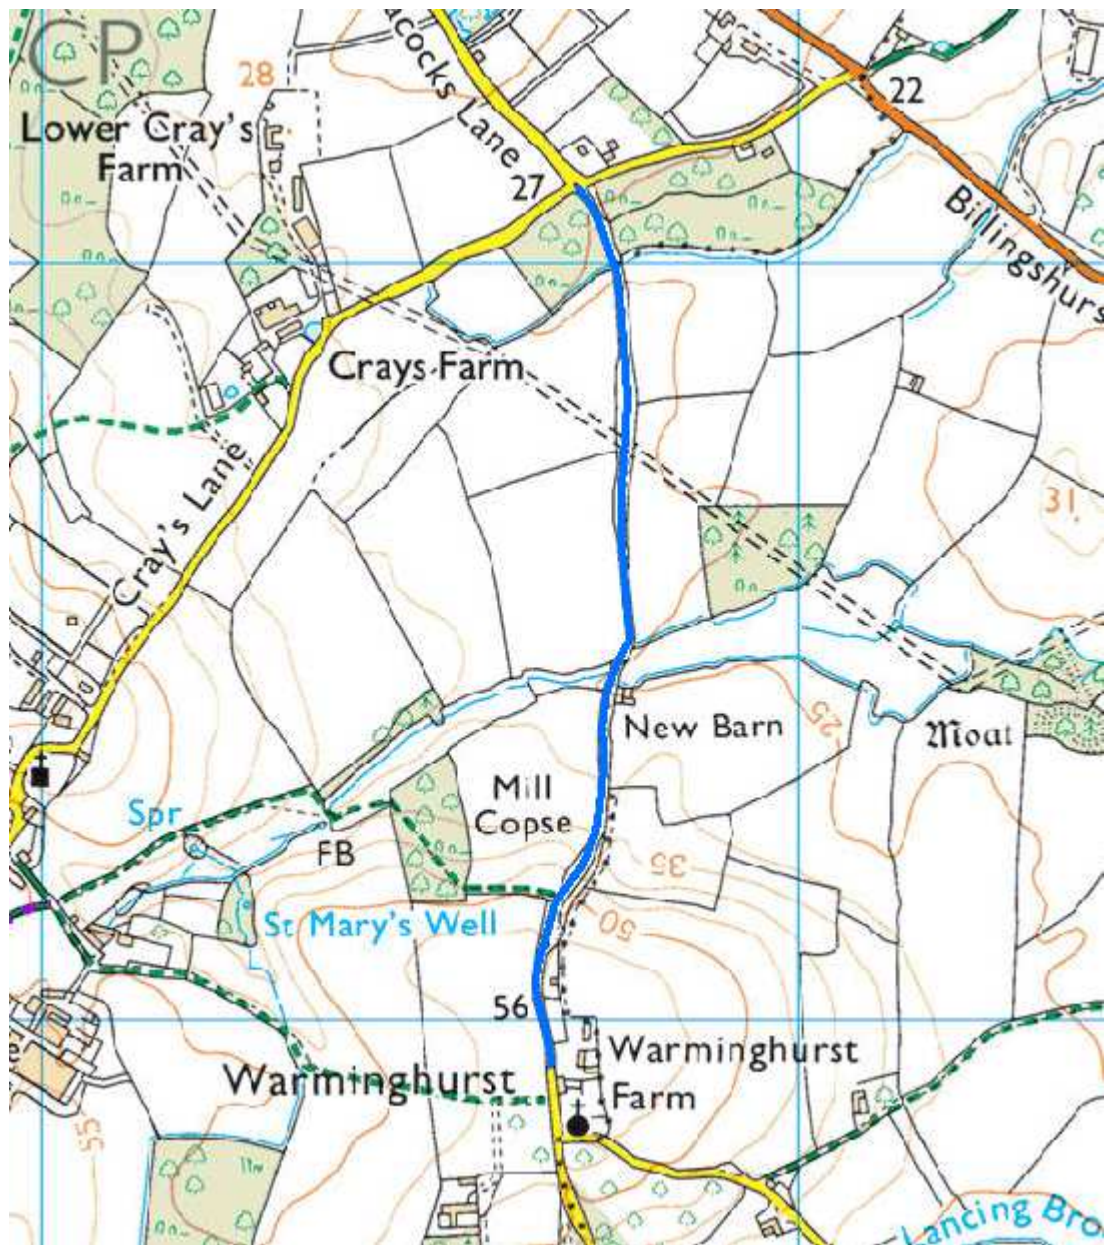 CP
28
Lower Cray's
Farm
acocks Lane
27
22
Billingshurs
Crays Farm
Cray's Lane
31
New Barn
25
Moat
Mill
Copse
Spr
FB
35
St Mary's Well
50
56
Warminghurst
Warminghurst
Farm
e
55
Lancing Bro